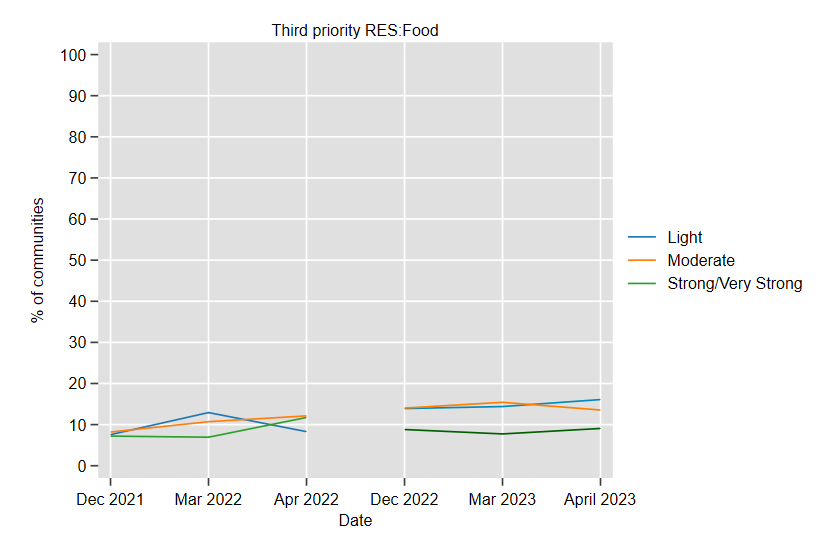 Third priority RES:Food
100
90
80
70
60
50
40
30
20
10
0
% of communities
Dec 2021 Mar 2022 Apr 2022 Dec 2022 Mar 2023 April 2023
Date
Light
Moderate
Strong/Very Strong